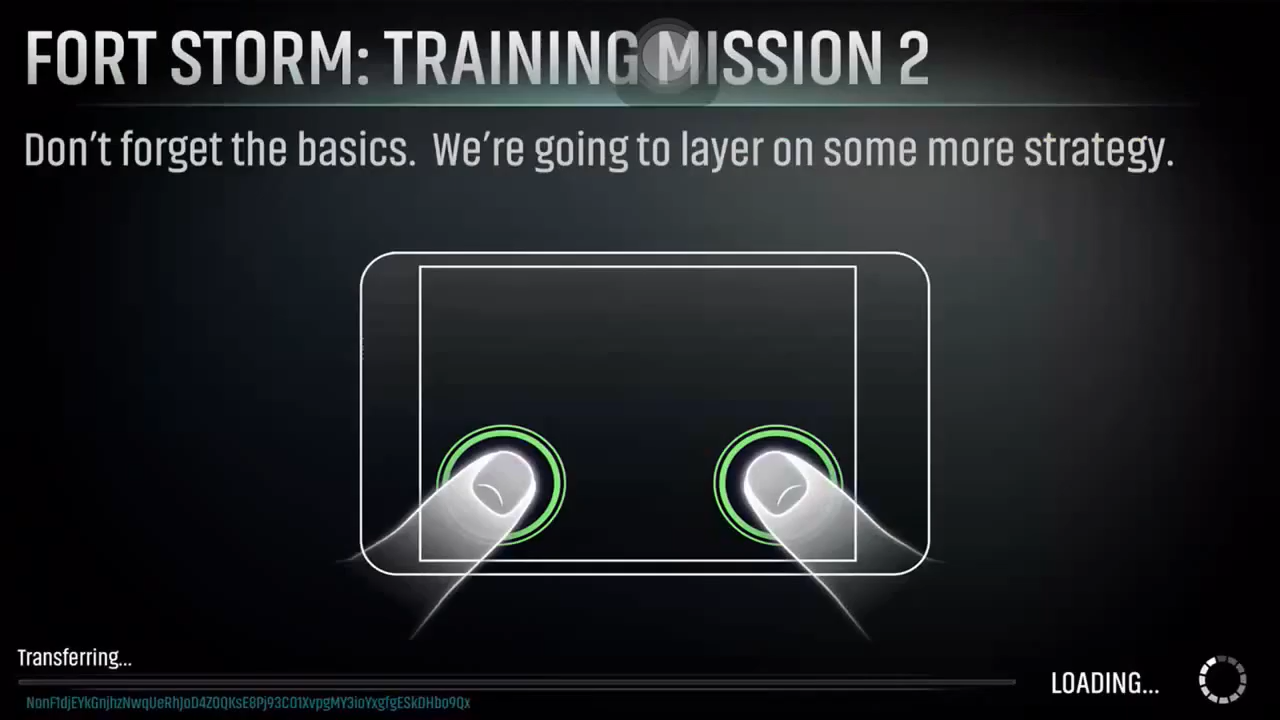 FORT STORM: TRAINING MISSION 2
Don't forget the basics. We're going to layer on some more strategy.
Transferring...
LOADING...